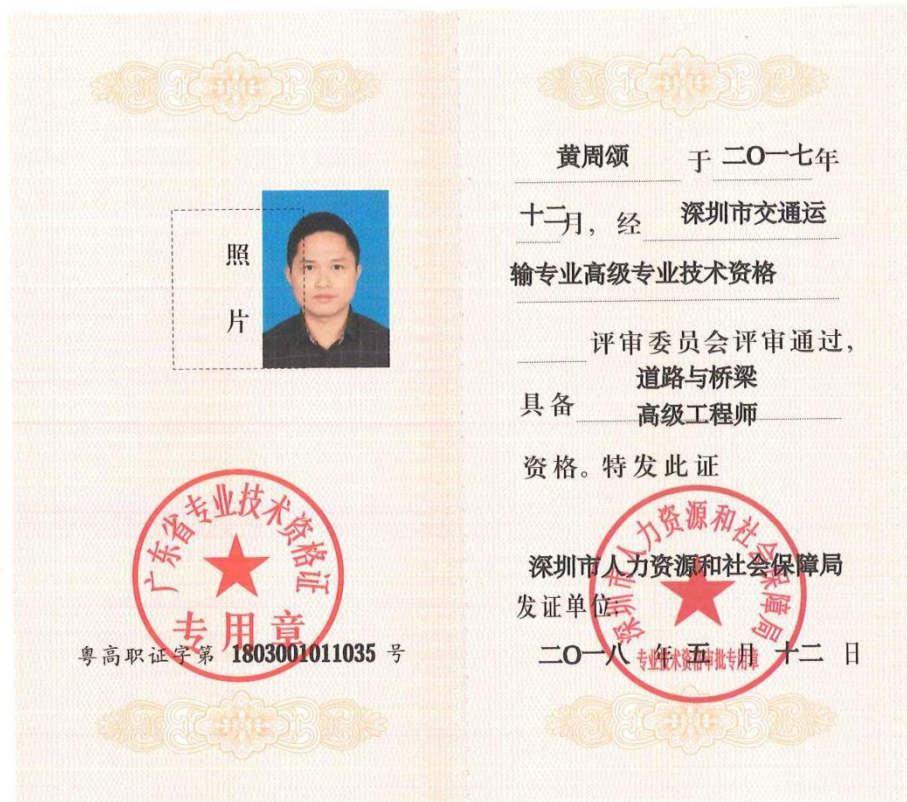 照
片
广东省专业技术资格证
专用章
粤高职证字第 1803001011035 号
黄周颂 于 二O一七年
十二月，经 深圳市交通运
输专业高级专业技术资格
评审委员会评审通过，
道路与桥梁
具备 高级工程师
资格。特发此证
深圳市人力资源和社会保障局
深圳市人力资源和社会保障局
发证单位：
二O一八 年 五 月 十二 日
专业技术资格审批专用章